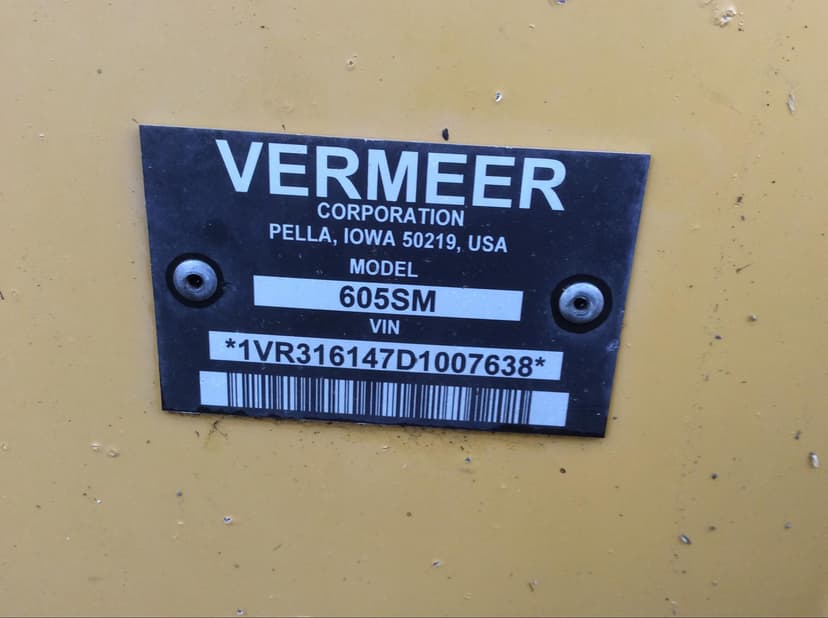 VERMEER
CORPORATION
PELLA, IOWA 50219, USA
MODEL
605SM
VIN
*1VR316147D1007638*